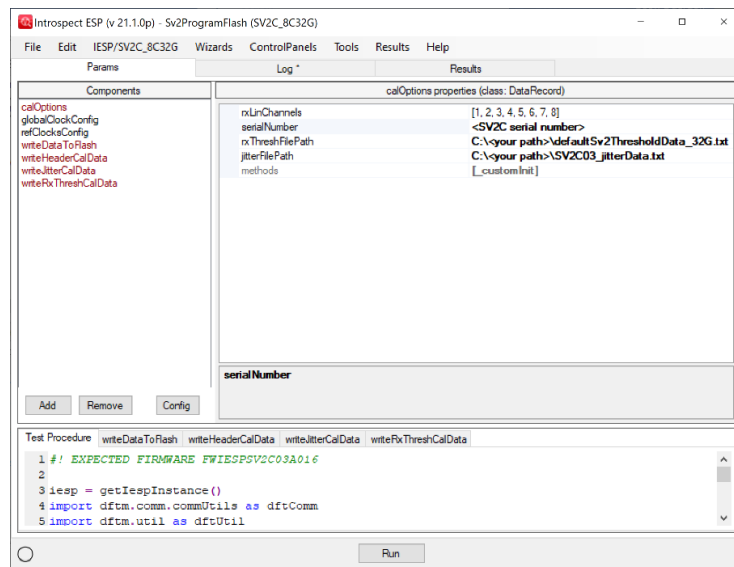 Introspect ESP (v 21.1.0p) - Sv2ProgramFlash (SV2C_8C32G)
File Edit IESP/SV2C_8C32G Wizards ControlPanels Tools Results Help
Params Log * Results
Components
calOptions
globalClockConfig
refClocksConfig
writeDataToFlash
writeHeaderCalData
writeJitterCalData
writeRxThreshCalData
Add Remove Config
calOptions properties (class: DataRecord)
rxLinChannels [1, 2, 3, 4, 5, 6, 7, 8]
serialNumber <SV2C serial number>
rxThreshFilePath C:\<your path>\defaultSv2ThresholdData_32G.txt
jitterFilePath C:\<your path>\SV2C03_jitterData.txt
methods [_customInit]
serialNumber
Test Procedure writeDataToFlash writeHeaderCalData writeJitterCalData writeRxThreshCalData
1 #! EXPECTED FIRMWARE FWIESPSV2C03A016
2
3 iesp = getIespInstance()
4 import dftm.comm.commUtils as dftComm
5 import dftm.util as dftUtil
Run